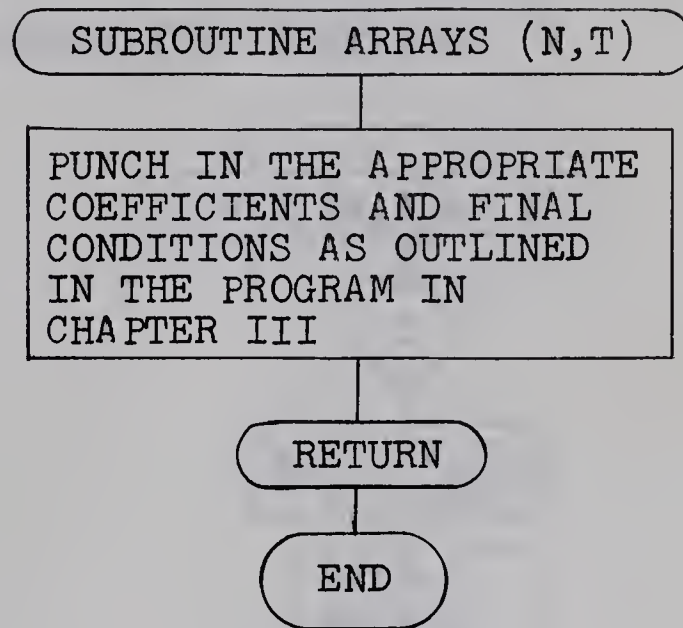 SUBROUTINE ARRAYS (N,T)
PUNCH IN THE APPROPRIATE
COEFFICIENTS AND FINAL
CONDITIONS AS OUTLINED
IN THE PROGRAM IN
CHAPTER III
RETURN
END